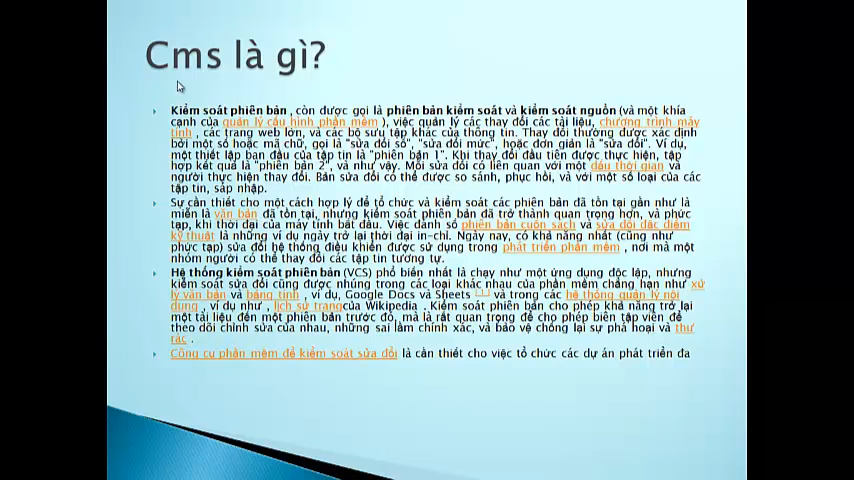 Cms là gì?
Kiểm soát phiên bản , còn được gọi là phiên bản kiểm soát và kiểm soát nguồn (và một khía
cạnh của quản lý cấu hình phần mềm ), việc quản lý các thay đổi các tài liệu, chương trình máy
tính , các trang web lớn, và các bộ sưu tập khác của thông tin. Thay đổi thường được xác định
bởi một số hoặc mã chữ, gọi là "sửa đổi số", "sửa đổi mức", hoặc đơn giản là "sửa đổi". Ví dụ,
một thiết lập ban đầu của tập tin là "phiên bản 1". Khi thay đổi đầu tiên được thực hiện, tập
hợp kết quả là "phiên bản 2", và như vậy. Mỗi sửa đổi có liên quan với một dấu thời gian và
người thực hiện thay đổi. Bản sửa đổi có thể được so sánh, phục hồi, và với một số loại của các
tập tin, sáp nhập.
Sự cần thiết cho một cách hợp lý để tổ chức và kiểm soát các phiên bản đã tồn tại gần như là
miễn là văn bản đã tồn tại, nhưng kiểm soát phiên bản đã trở thành quan trọng hơn, và phức
tạp, khi thời đại của máy tính bắt đầu. Việc đánh số phiên bản cuốn sách và sửa đổi đặc điểm
kỹ thuật là những ví dụ ngày trở lại thời đại in-chỉ. Ngày nay, có khả năng nhất (cũng như
phức tạp) sửa đổi hệ thống điều khiển được sử dụng trong phát triển phần mềm , nơi mà một
nhóm người có thể thay đổi các tập tin tương tự.
Hệ thống kiểm soát phiên bản (VCS) phổ biến nhất là chạy như một ứng dụng độc lập, nhưng
kiểm soát sửa đổi cũng được nhúng trong các loại khác nhau của phần mềm chẳng hạn như xử
lý văn bản và bảng tính , ví dụ, Google Docs và Sheets [1] và trong các hệ thống quản lý nội
dung , ví dụ như , lịch sử trangcủa Wikipedia . Kiểm soát phiên bản cho phép khả năng trở lại
một tài liệu đến một phiên bản trước đó, mà là rất quan trọng để cho phép biên tập viên để
theo dõi chỉnh sửa của nhau, những sai lầm chính xác, và bảo vệ chống lại sự phá hoại và thư
rác .
Công cụ phần mềm để kiểm soát sửa đổi là cần thiết cho việc tổ chức các dự án phát triển đa